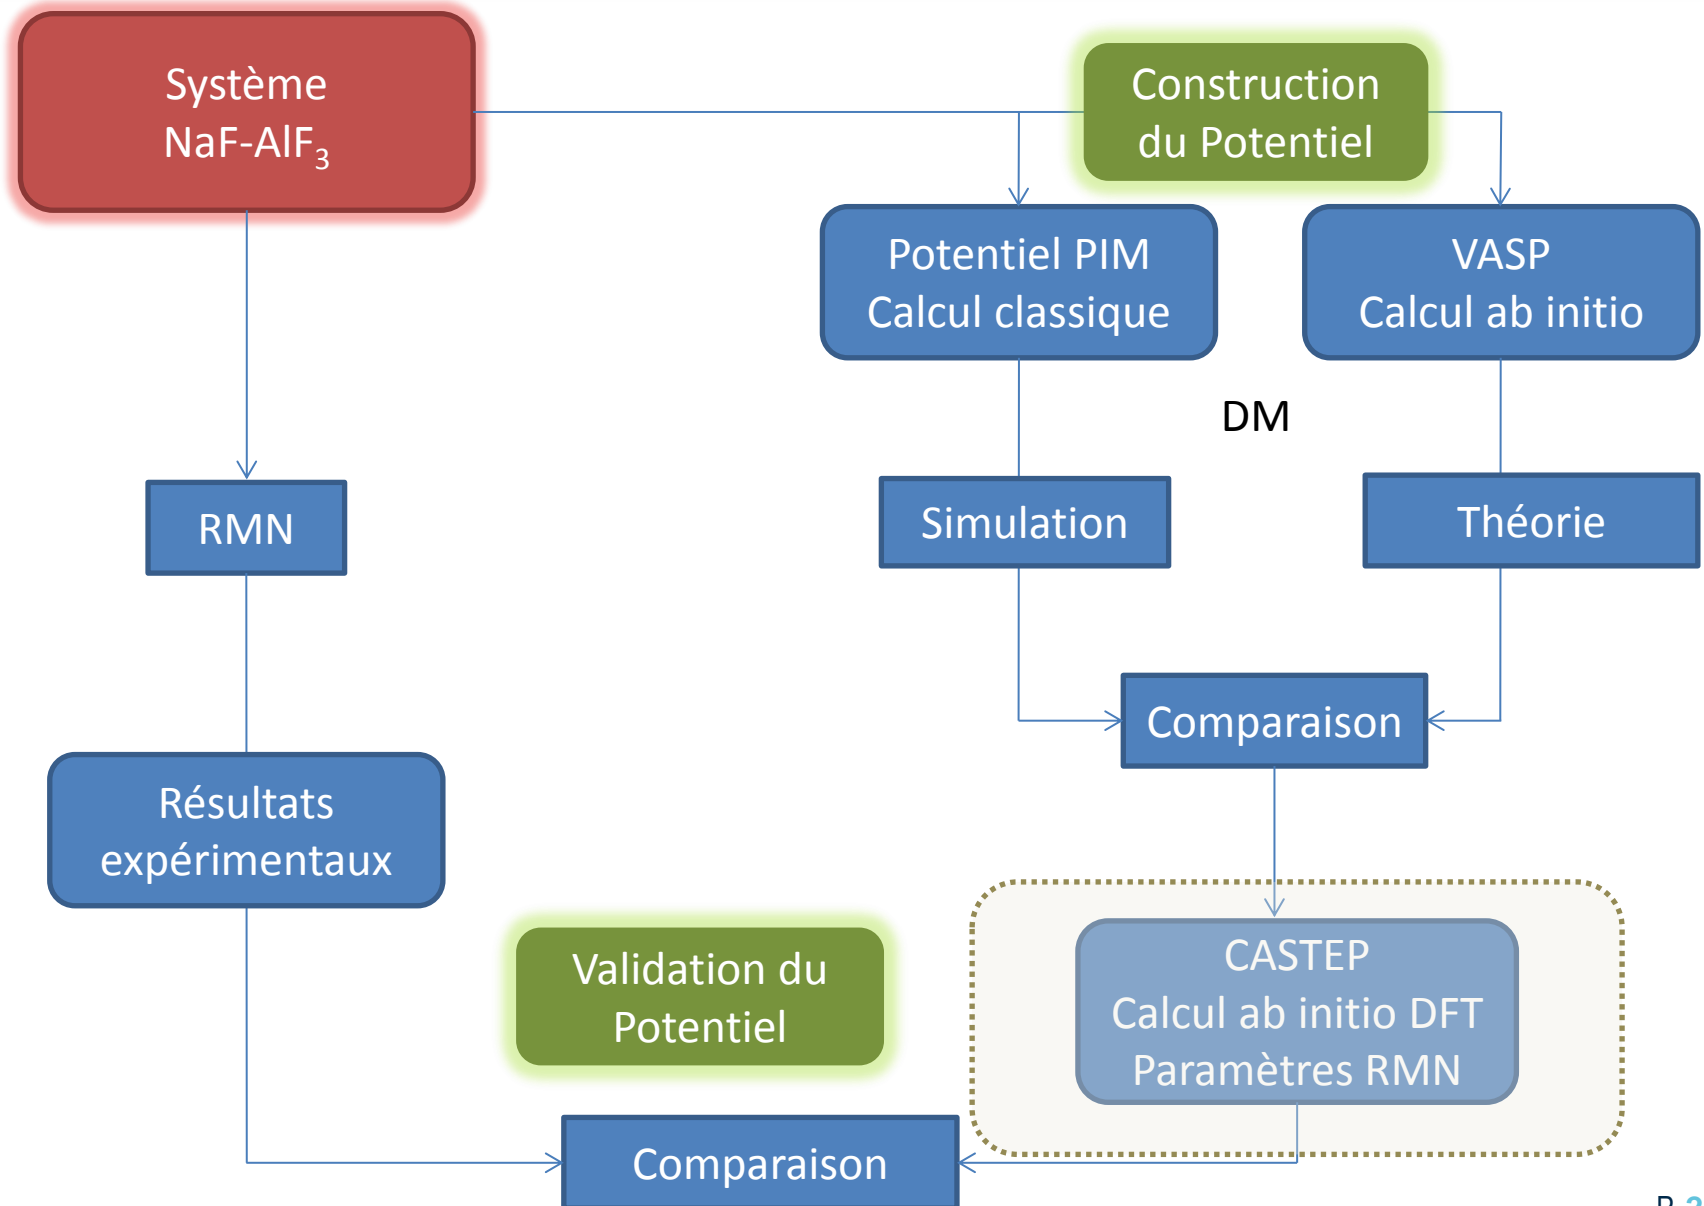 Système
NaF-AlF₃
Construction
du Potentiel
Potentiel PIM
Calcul classique
VASP
Calcul ab initio
DM
RMN
Simulation
Théorie
Comparaison
Résultats
expérimentaux
Validation du
Potentiel
CASTEP
Calcul ab initio DFT
Paramètres RMN
Comparaison